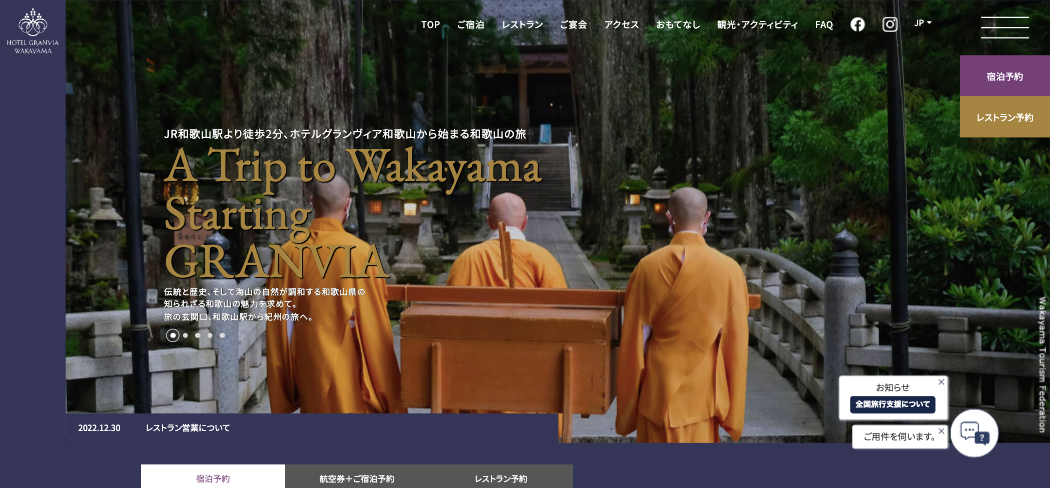 HOTEL GRANVIA
WAKAYAMA
TOP ご宿泊 レストラン ご宴会 アクセス おもてなし 観光・アクティビティ FAQ JP
宿泊予約
レストラン予約
JR和歌山駅より徒歩2分、ホテルグランヴィア和歌山から始まる和歌山の旅
A Trip to Wakayama
Starting
GRANVIA
伝統と歴史、そして海山の自然が調和する和歌山県の
知られざる和歌山の魅力を求めて。
旅の玄関口、和歌山駅から紀州の旅へ。
Wakayama Tourism Federation
お知らせ
全国旅行支援について
ご用件を伺います。
?
2022.12.30 レストラン営業について
宿泊予約 航空券+ご宿泊予約 レストラン予約